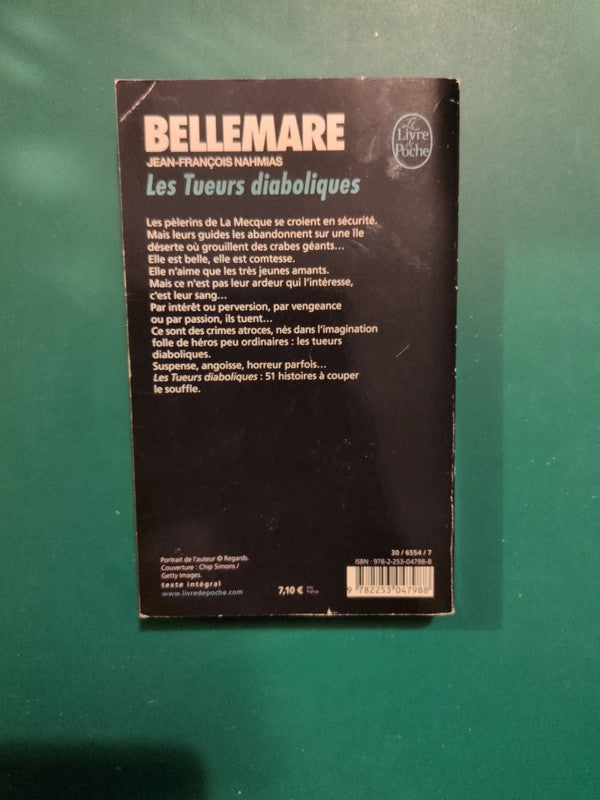 BELLEMARE
JEAN-FRANÇOIS NAHMIAS
Les Tueurs diaboliques
Le
Livre
de
Poche
Les pèlerins de La Mecque se croient en sécurité.
Mais leurs guides les abandonnent sur une île
déserte où grouillent des crabes géants...
Elle est belle, elle est comtesse.
Elle n'aime que les très jeunes amants.
Mais ce n'est pas leur ardeur qui l'intéresse,
c'est leur sang...
Par intérêt ou perversion, par vengeance
ou par passion, ils tuent...
Ce sont des crimes atroces, nés dans l'imagination
folle de héros peu ordinaires : les tueurs
diaboliques.
Suspense, angoisse, horreur parfois...
Les Tueurs diaboliques : 51 histoires à couper
le souffle.
Portrait de l'auteur © Regards.
Couverture : Chip Simons /
Getty Images.
texte intégral
www.livredepoche.com
7,10 € TTC
France
30 / 6554 / 7
ISBN : 978-2-253-04798-8
9 782253 047988